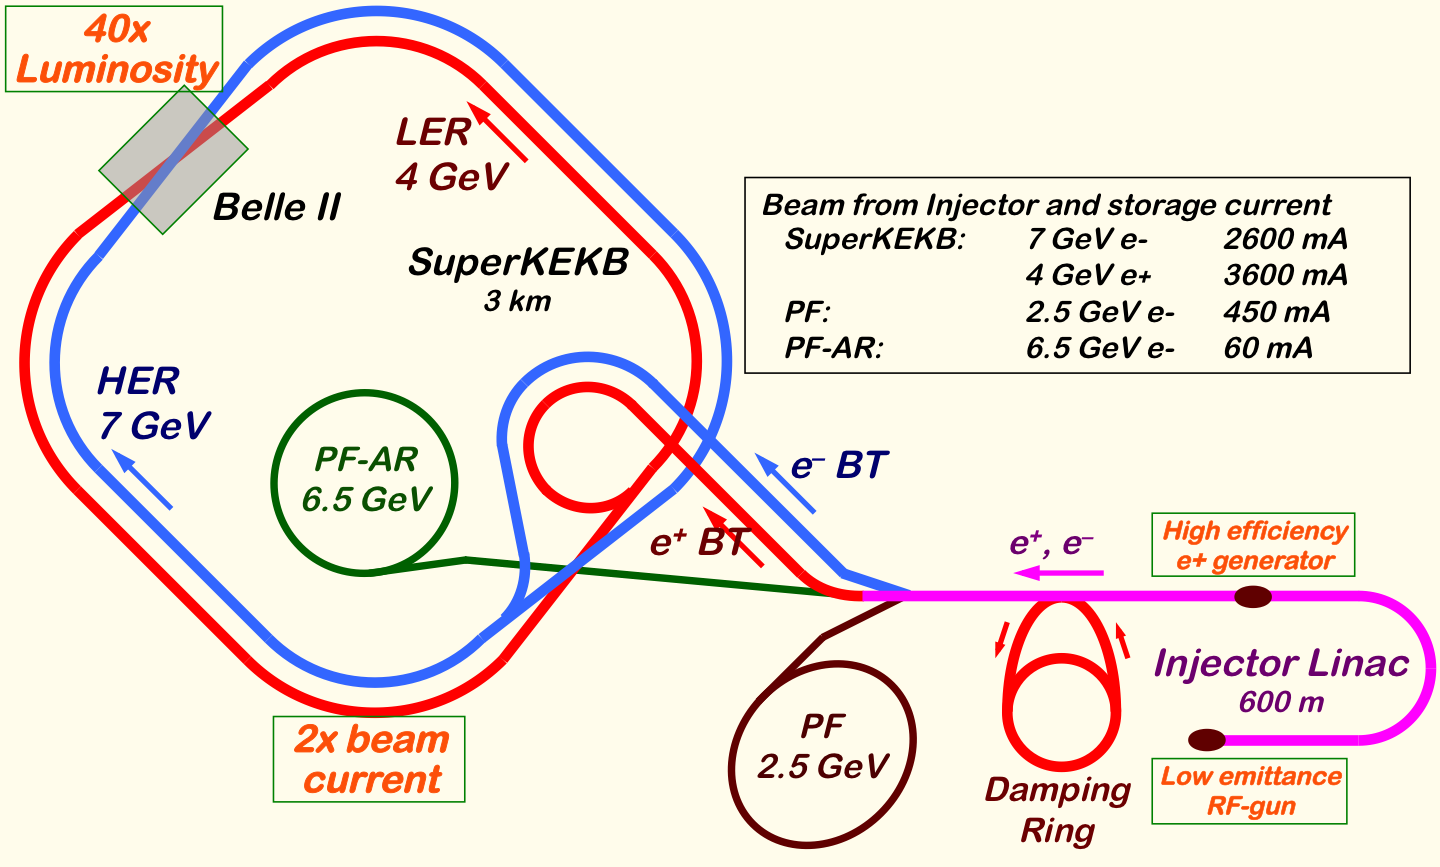 40x
Luminosity
LER
4 GeV
Belle II
SuperKEKB
3 km
Beam from Injector and storage current
SuperKEKB: 7 GeV e- 2600 mA
4 GeV e+ 3600 mA
PF: 2.5 GeV e- 450 mA
PF-AR: 6.5 GeV e- 60 mA
HER
7 GeV
PF-AR
6.5 GeV
e– BT
e+ BT
e+, e–
High efficiency
e+ generator
Injector Linac
600 m
PF
2.5 GeV
2x beam
current
Damping
Ring
Low emittance
RF-gun